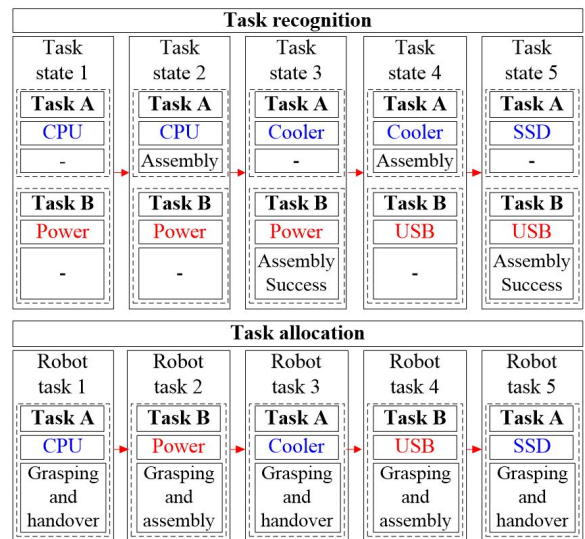 Task recognition
Task
state 1
Task A
CPU
-
Task B
Power
-
Task
state 2
Task A
CPU
Assembly
Task B
Power
-
Task
state 3
Task A
Cooler
-
Task B
Power
Assembly
Success
Task
state 4
Task A
Cooler
Assembly
Task B
USB
-
Task
state 5
Task A
SSD
-
Task B
USB
Assembly
Success
Task allocation
Robot
task 1
Task A
CPU
Grasping
and
handover
Robot
task 2
Task B
Power
Grasping
and
assembly
Robot
task 3
Task A
Cooler
Grasping
and
handover
Robot
task 4
Task B
USB
Grasping
and
assembly
Robot
task 5
Task A
SSD
Grasping
and
handover